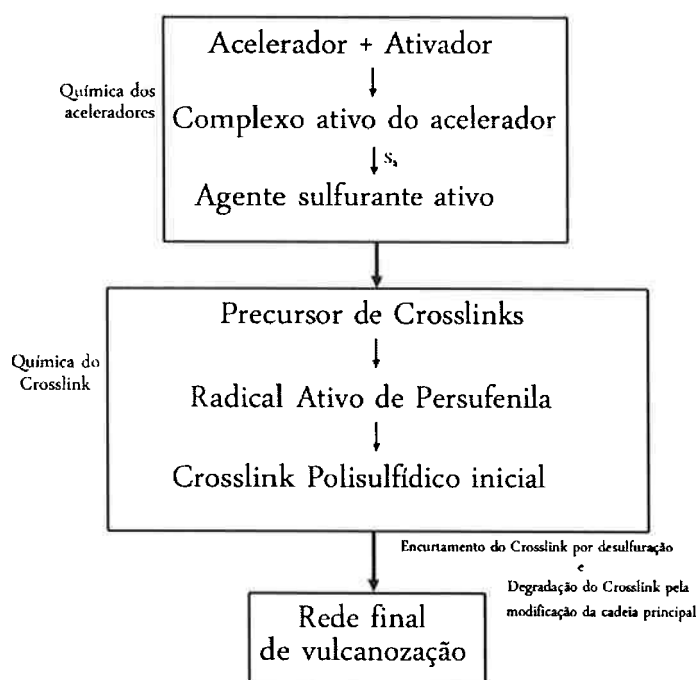 Acelerador + Ativador
Química dos
aceleradores
Complexo ativo do acelerador
Agente sulfurante ativo
Precursor de Crosslinks
Química do
Crosslink
Radical Ativo de Persufenila
Crosslink Polisulfídico inicial
Encurtamento do Crosslink por desulfuração
e
Degradação do Crosslink pela
modificação da cadeia principal
Rede final
de vulcanozação